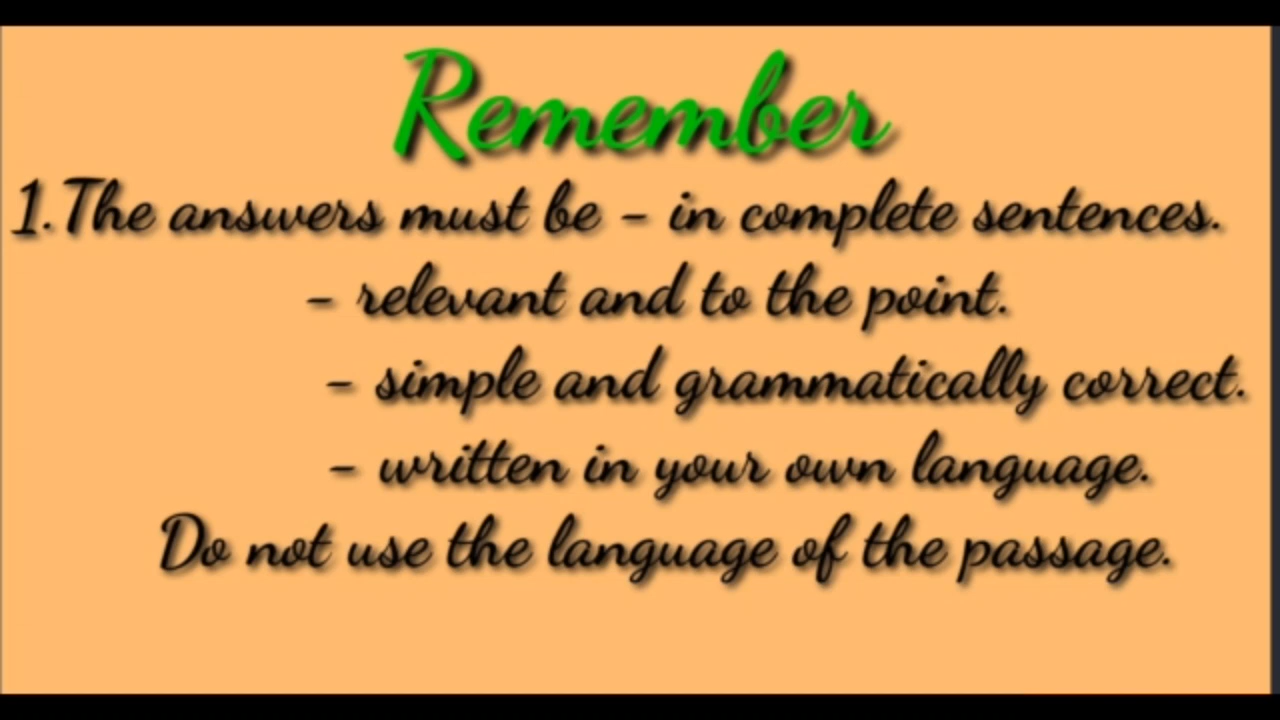 Remember
1.The answers must be - in complete sentences.
- relevant and to the point.
- simple and grammatically correct.
- written in your own language.
Do not use the language of the passage.